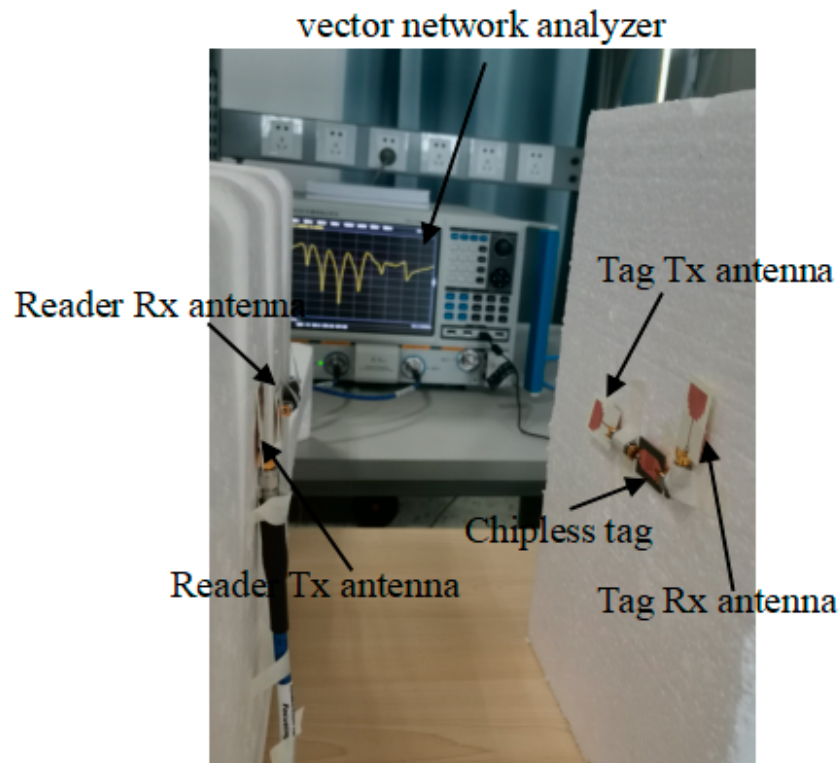 vector network analyzer
Tag Tx antenna
Reader Rx antenna
Chipless tag
Reader Tx antenna
Tag Rx antenna